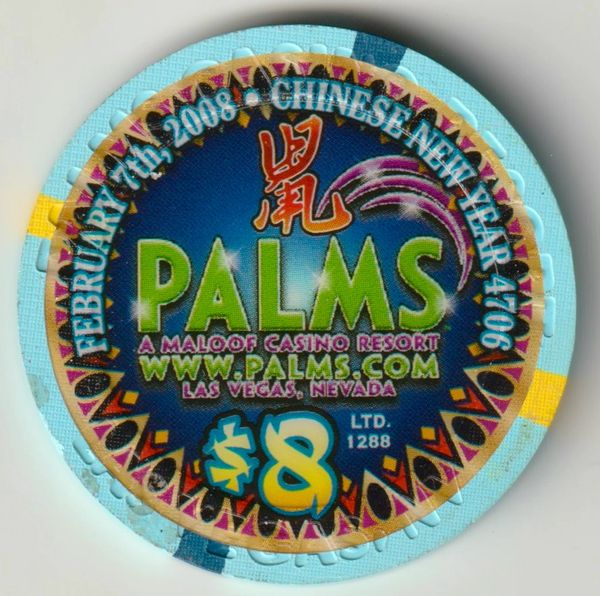 FEBRUARY 7th, 2008 • CHINESE NEW YEAR 4706
鼠
PALMS
A MALOOF CASINO RESORT
WWW.PALMS.COM
LAS VEGAS, NEVADA
$8
LTD.
1288